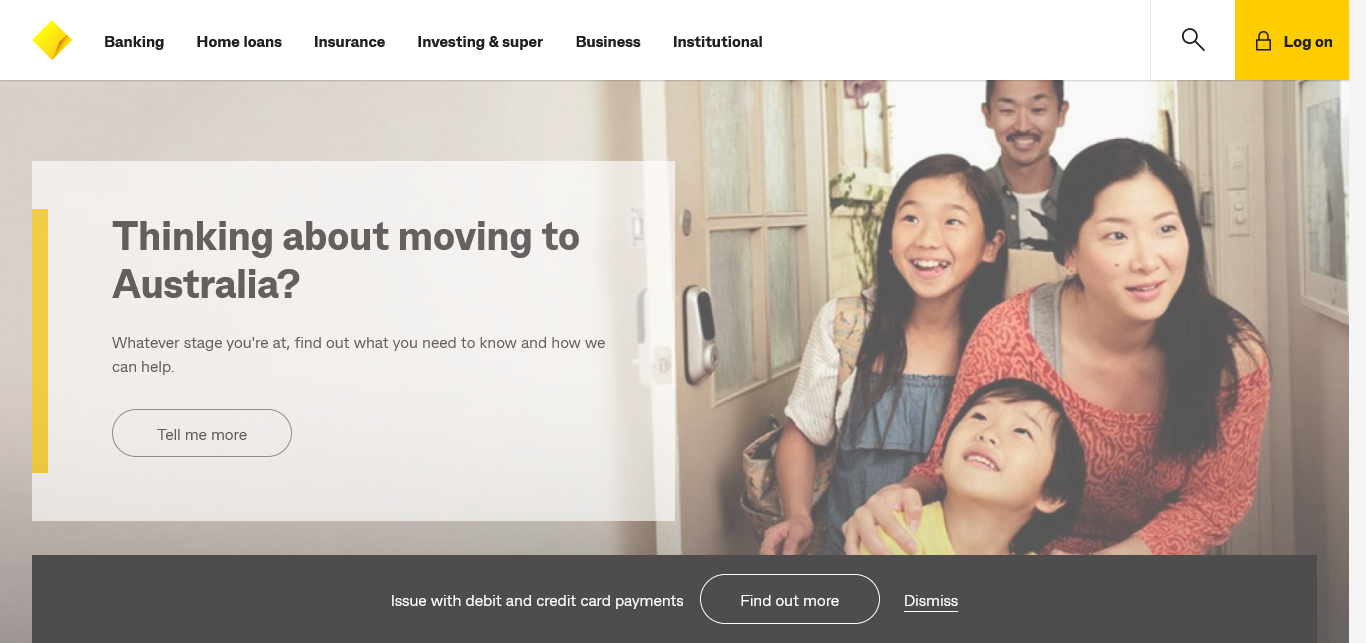 Banking Home loans Insurance Investing & super Business Institutional Log on
Thinking about moving to
Australia?
Whatever stage you're at, find out what you need to know and how we
can help.
Tell me more
Issue with debit and credit card payments Find out more Dismiss